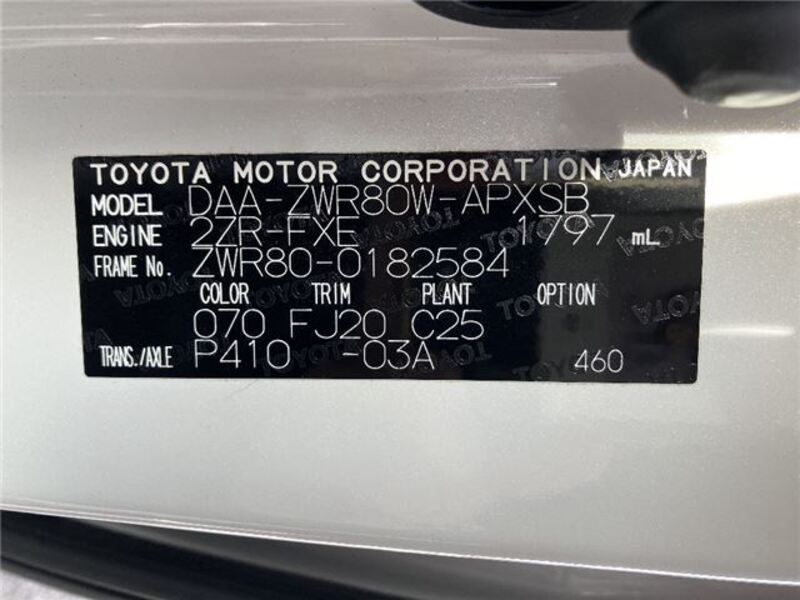 TOYOTA MOTOR CORPORATION JAPAN
MODEL DAA-ZWR80W-APXSB
ENGINE 2ZR-FXE 1797 mL
FRAME No. ZWR80-0182584
COLOR TRIM PLANT OPTION
070 FJ20 C25
TRANS./AXLE P410 -03A 460